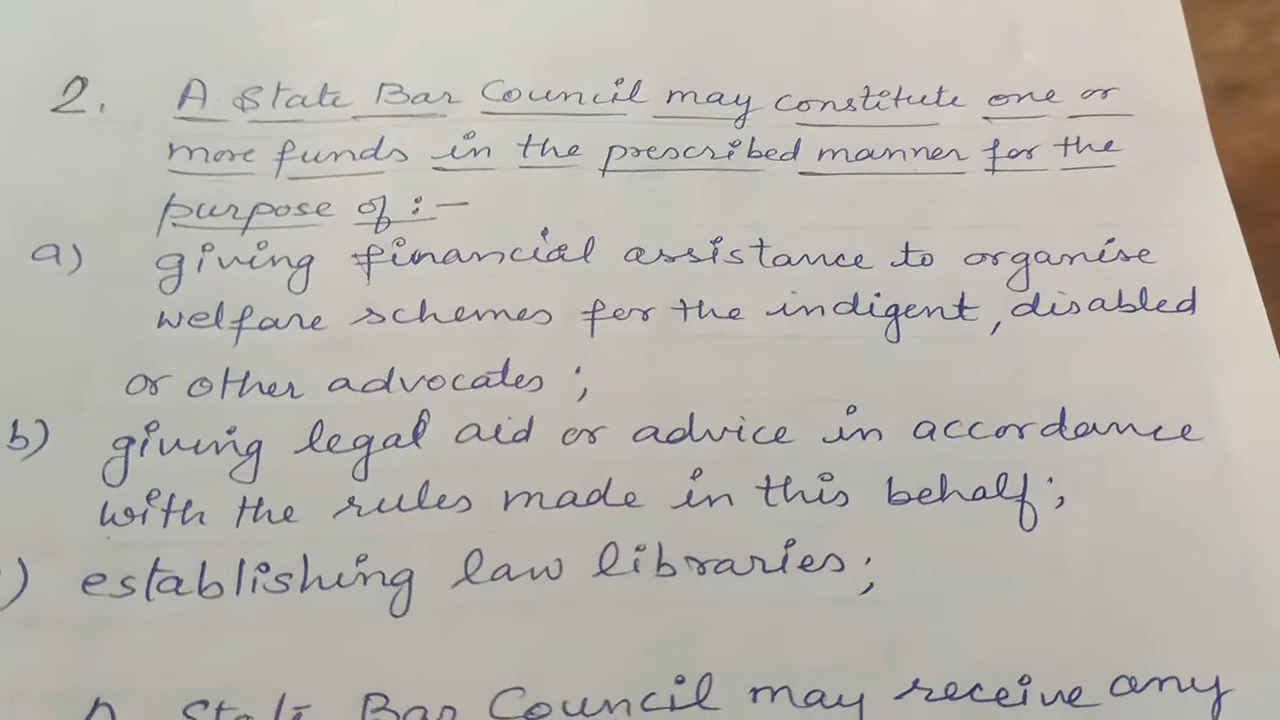 2. A State Bar Council may constitute one or
more funds in the prescribed manner for the
purpose of :-
a) giving financial assistance to organise
welfare schemes for the indigent, disabled
or other advocates ;
b) giving legal aid or advice in accordance
with the rules made in this behalf ;
) establishing law libraries ;
A State Bar Council may receive any